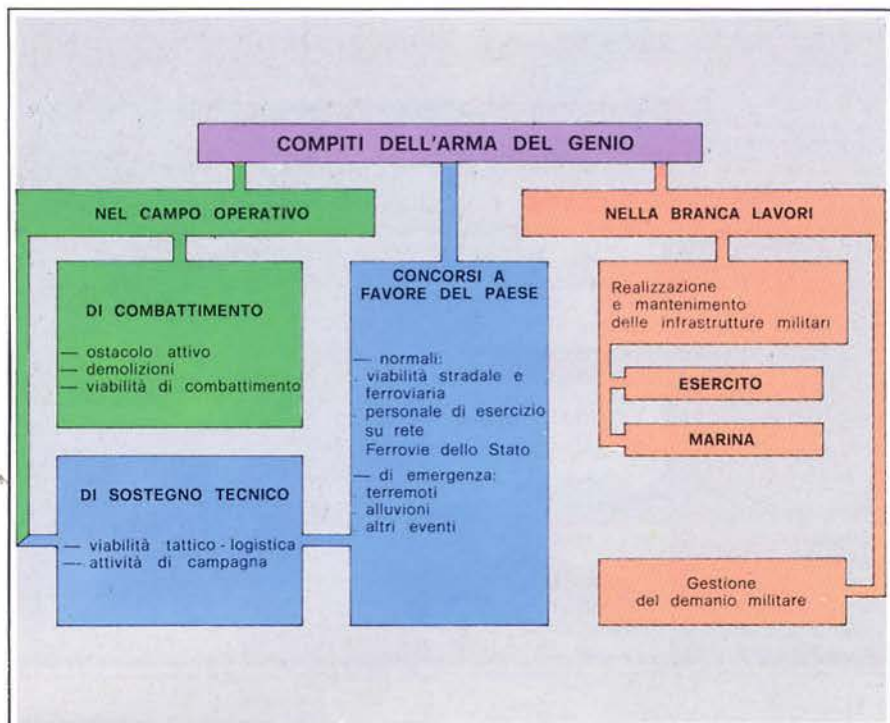 COMPITI DELL'ARMA DEL GENIO
NEL CAMPO OPERATIVO
DI COMBATTIMENTO
— ostacolo attivo
— demolizioni
— viabilità di combattimento
DI SOSTEGNO TECNICO
— viabilità tattico - logistica
— attività di campagna
CONCORSI A
FAVORE DEL PAESE
— normali:
. viabilità stradale e
ferroviaria
. personale di esercizio
su rete
Ferrovie dello Stato
— di emergenza:
. terremoti
. alluvioni
. altri eventi
NELLA BRANCA LAVORI
Realizzazione
e mantenimento
delle infrastrutture militari
ESERCITO
MARINA
Gestione
del demanio militare